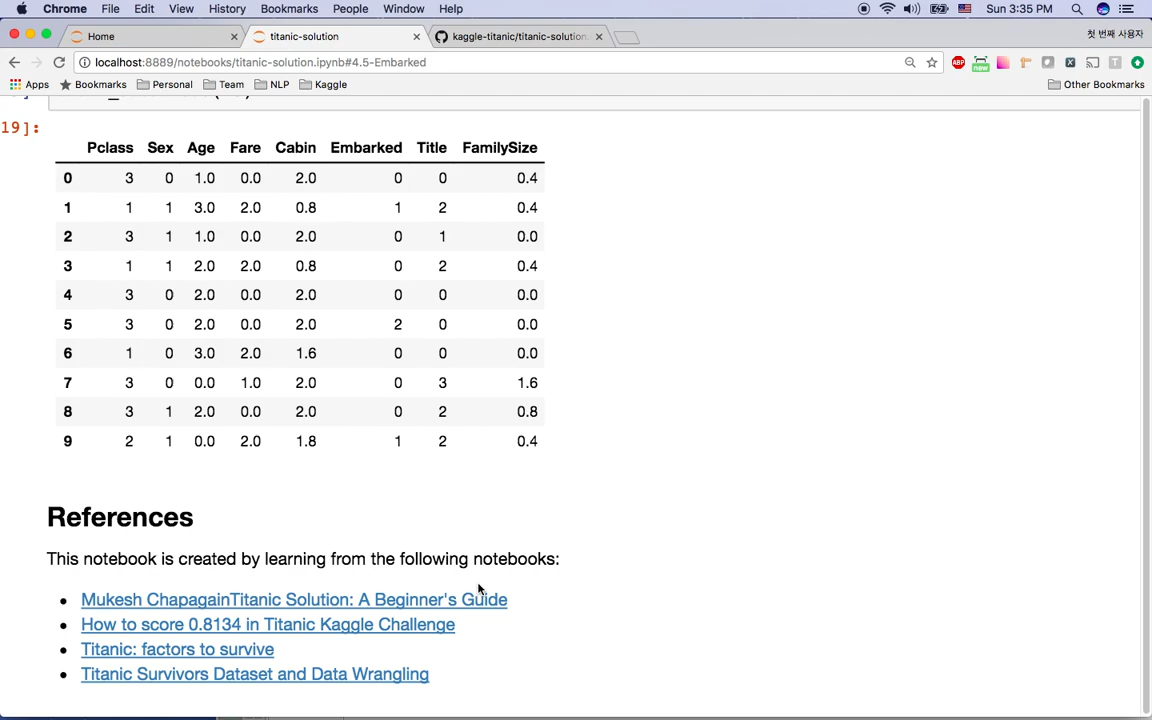 Chrome File Edit View History Bookmarks People Window Help Sun 3:35 PM
Home titanic-solution kaggle-titanic/titanic-solution 첫 번째 사용자
localhost:8889/notebooks/titanic-solution.ipynb#4.5-Embarked ABP new
Apps Bookmarks Personal Team NLP Kaggle Other Bookmarks
19]:
Pclass Sex Age Fare Cabin Embarked Title FamilySize
0 3 0 1.0 0.0 2.0 0 0 0.4
1 1 1 3.0 2.0 0.8 1 2 0.4
2 3 1 1.0 0.0 2.0 0 1 0.0
3 1 1 2.0 2.0 0.8 0 2 0.4
4 3 0 2.0 0.0 2.0 0 0 0.0
5 3 0 2.0 0.0 2.0 2 0 0.0
6 1 0 3.0 2.0 1.6 0 0 0.0
7 3 0 0.0 1.0 2.0 0 3 1.6
8 3 1 2.0 0.0 2.0 0 2 0.8
9 2 1 0.0 2.0 1.8 1 2 0.4
References
This notebook is created by learning from the following notebooks:
• Mukesh ChapagainTitanic Solution: A Beginner's Guide
• How to score 0.8134 in Titanic Kaggle Challenge
• Titanic: factors to survive
• Titanic Survivors Dataset and Data Wrangling